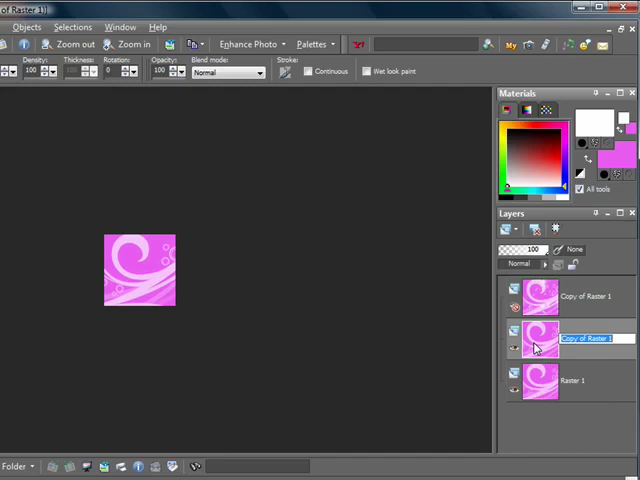 of Raster 1)]
Objects Selections Window Help
Zoom out Zoom in Enhance Photo Palettes Y! My
Density: Thickness: Rotation: Opacity: Blend mode: Stroke:
100 0 100 Normal Continuous Wet look paint
Materials
All tools
Layers
100 None
Normal
Copy of Raster 1
Copy of Raster 1
Raster 1
Folder